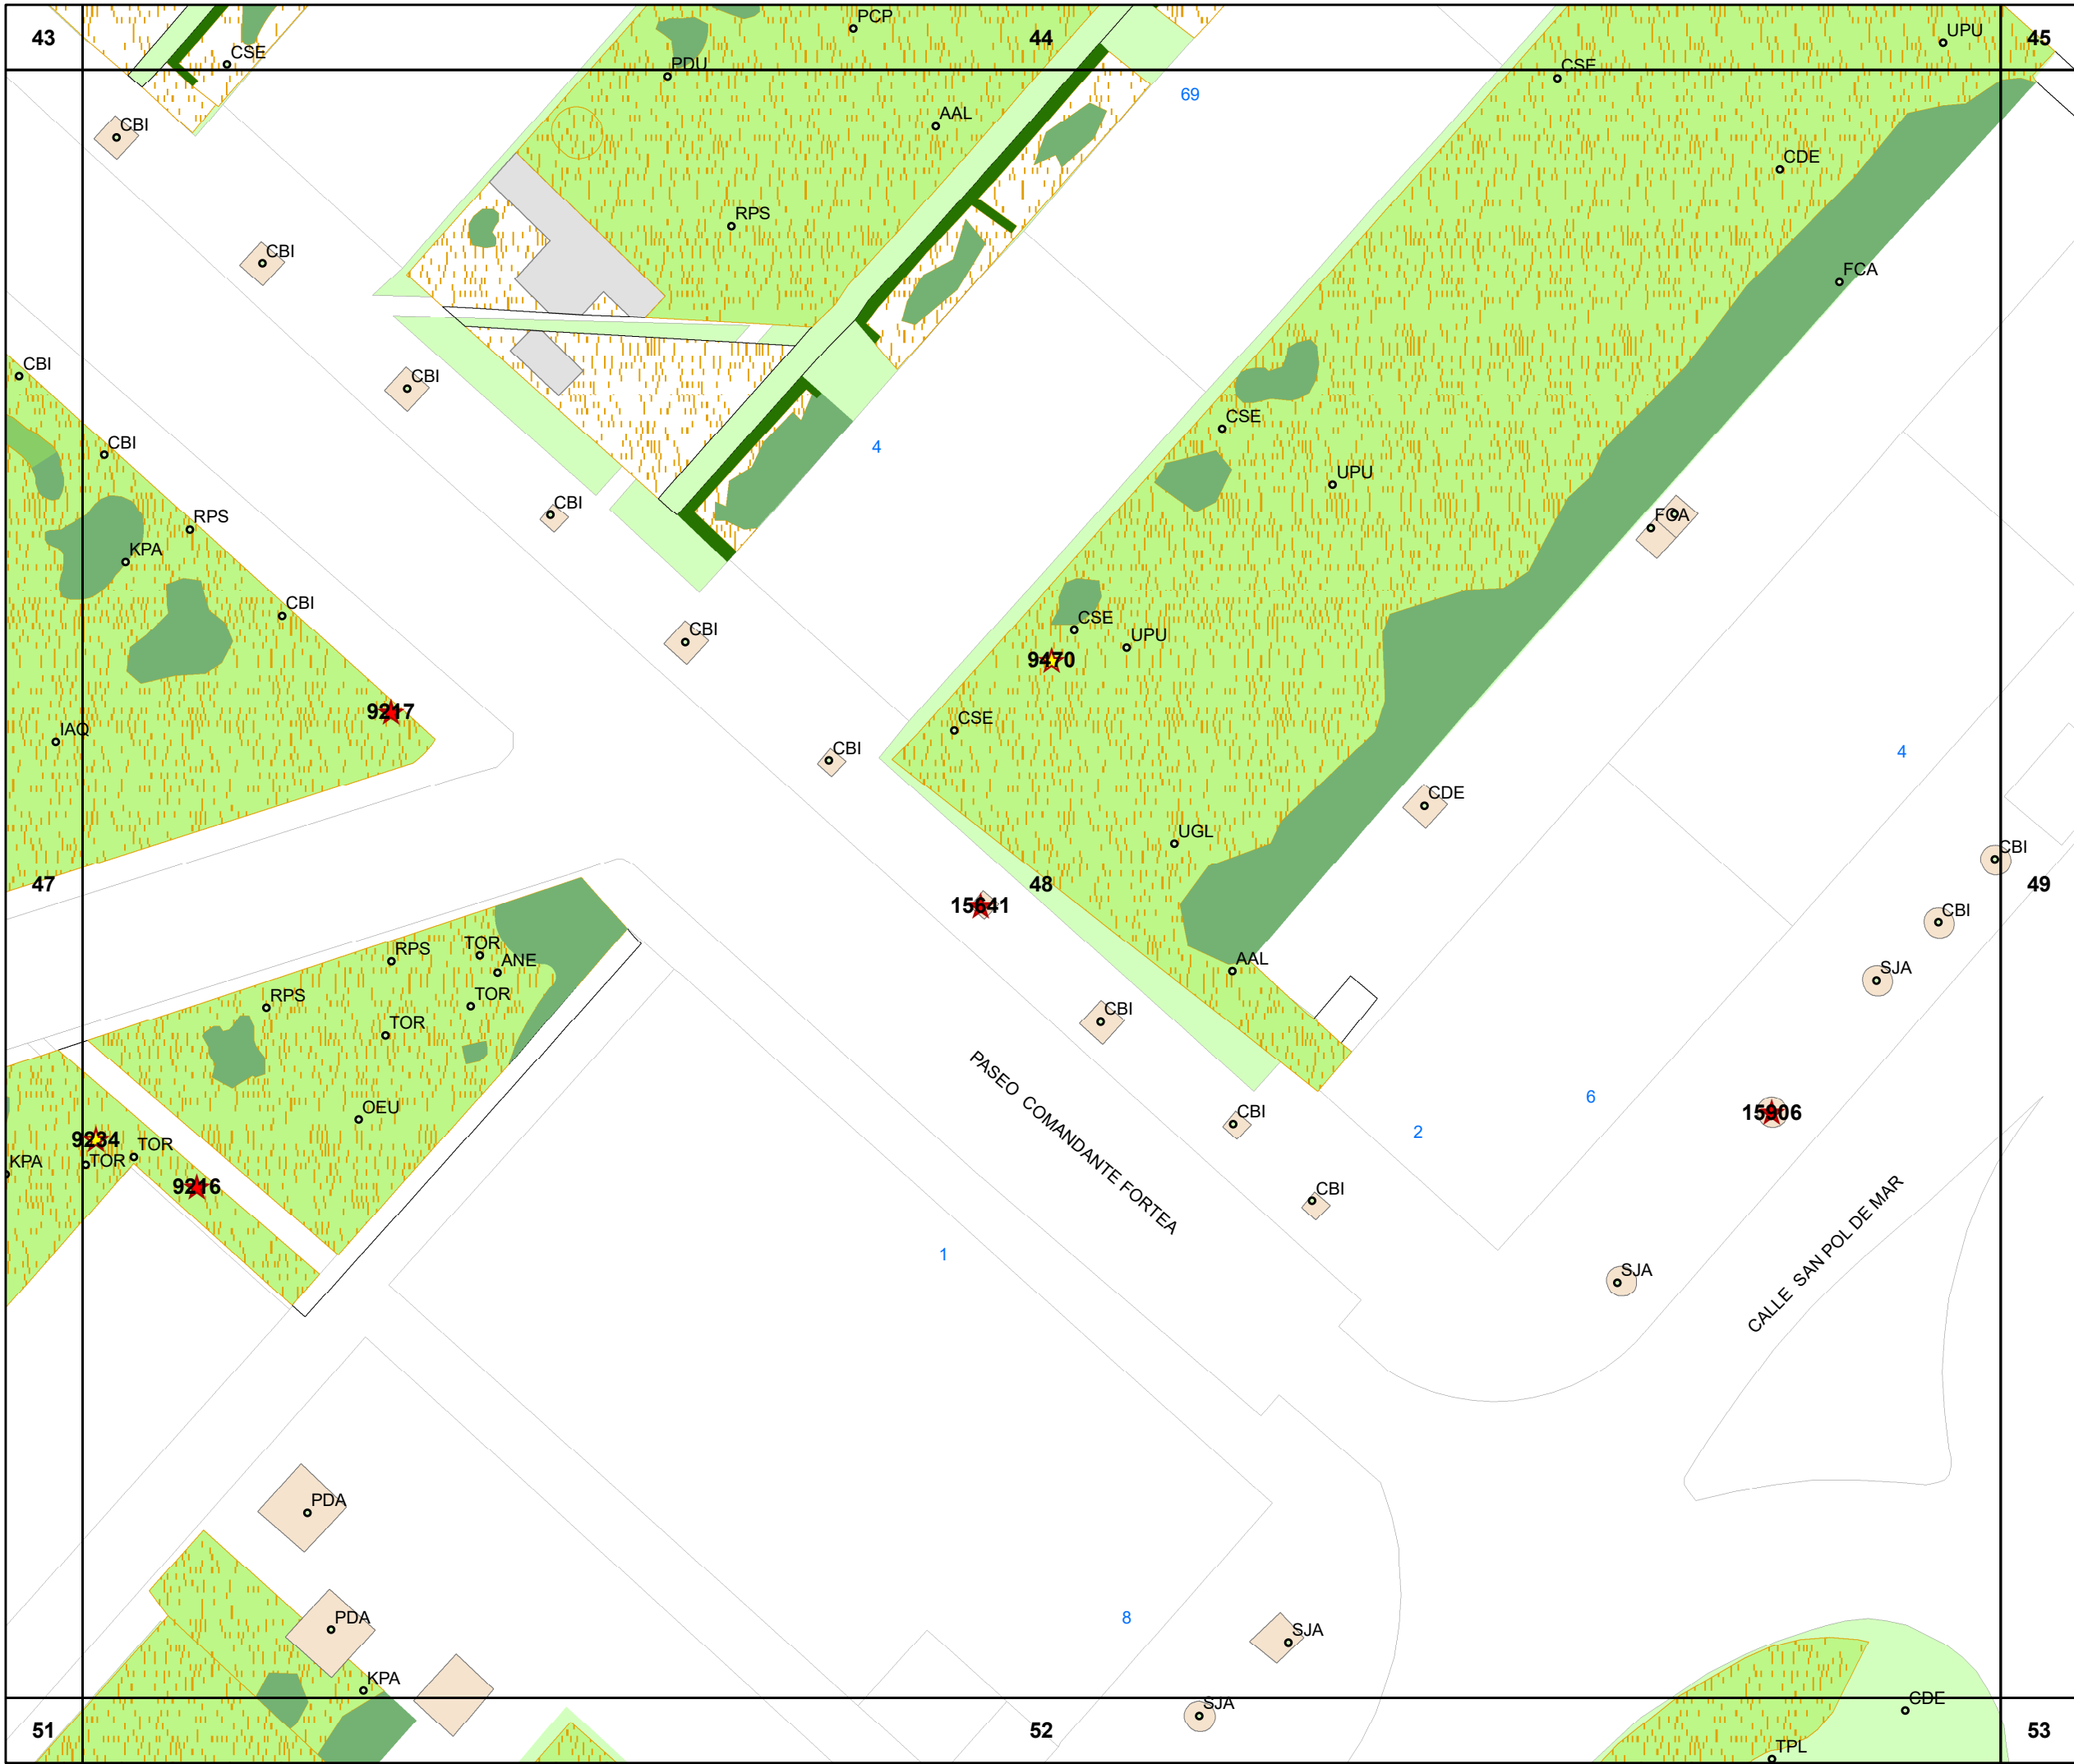 43
CSE
PCP
44
UPU
45
PDU
CSE
69
AAL
CBI
CDE
RPS
CBI
FCA
CBI
CBI
CSE
CBI
4
UPU
CBI
RPS
FCA
KPA
CBI
CSE
CBI
UPU
9470
9217
CSE
IAQ
CBI
4
CDE
UGL
CBI
47
48
49
15641
CBI
TOR
RPS
ANE
AAL
SJA
RPS
TOR
CBI
TOR
PASEO COMANDANTE FORTEA
6
OEU
CBI
15906
2
9234
TOR
KPA
TOR
9216
CBI
CALLE SAN POL DE MAR
1
SJA
PDA
PDA
8
SJA
KPA
SJA
CDE
51
52
53
TPL